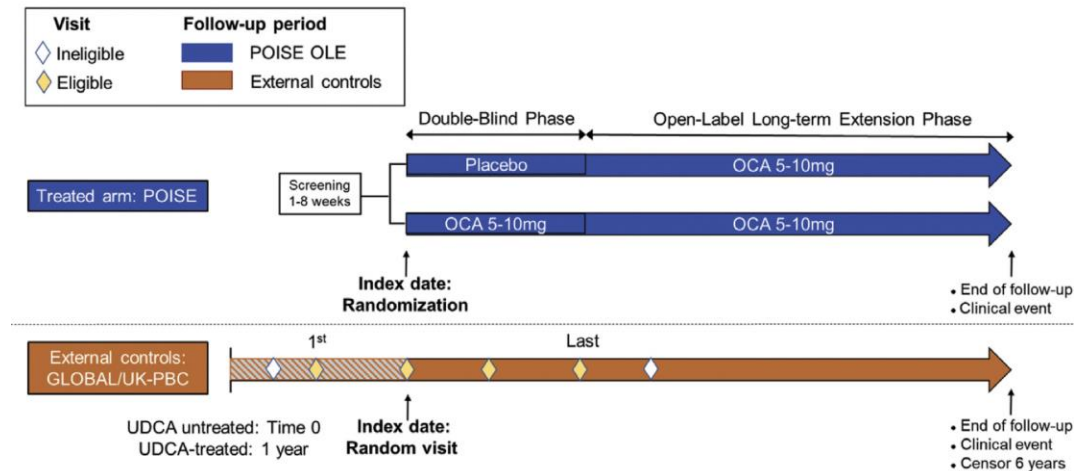 Visit
Follow-up period
Ineligible
POISE OLE
Eligible
External controls
Double-Blind Phase
Open-Label Long-term Extension Phase
Placebo
OCA 5-10mg
Treated arm: POISE
Screening
1-8 weeks
OCA 5-10mg
OCA 5-10mg
Index date:
Randomization
• End of follow-up
• Clinical event
External controls:
GLOBAL/UK-PBC
1st
Last
UDCA untreated: Time 0
UDCA-treated: 1 year
Index date:
Random visit
• End of follow-up
• Clinical event
• Censor 6 years